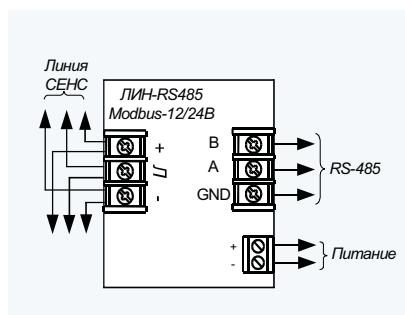 Линия
СЕНС
ЛИН-RS485
Modbus-12/24В
+
Л
-
B
A
GND
RS-485
+
-
Питание